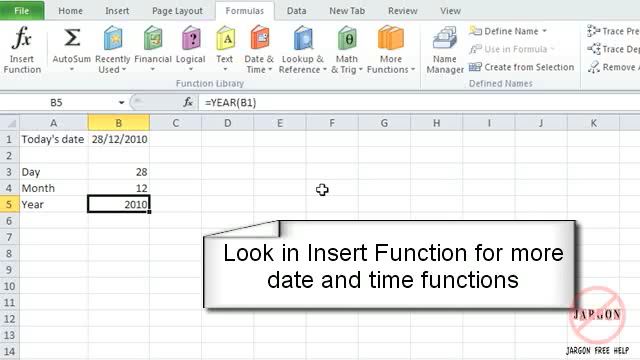 File Home Insert Page Layout Formulas Data Review View
Insert Function
AutoSum
Recently Used
Financial
Logical
Text
Date & Time
Lookup & Reference
Math & Trig
More Functions
Function Library
Name Manager
Define Name
Use in Formula
Create from Selection
Defined Names
Trace Pre
Trace De
Remove A
B5 fx =YEAR(B1)
A B C D E F G H I J K
1 Today's date 28/12/2010
2
3 Day 28
4 Month 12
5 Year 2010
6
7
8
9
10
11
12
13
14
Look in Insert Function for more
date and time functions
JARGON
JARGON FREE HELP